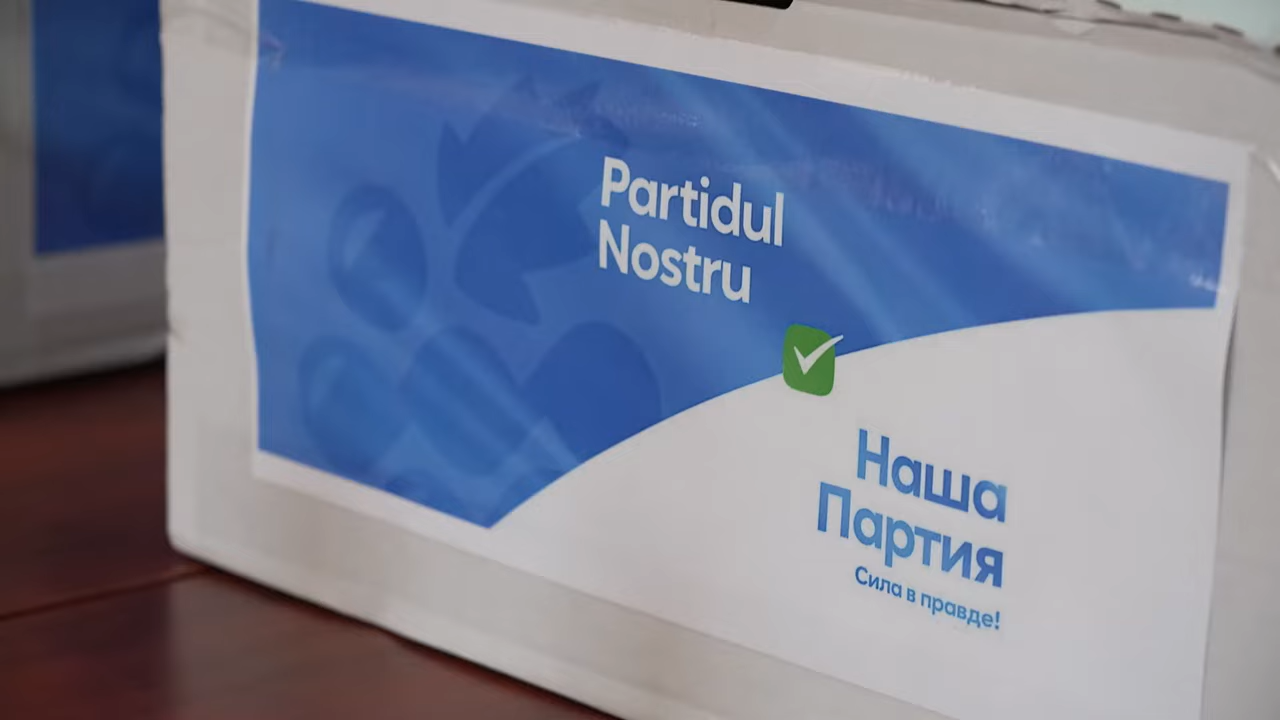 Partidul
Nostru
Наша
Партия
Сила в правде!